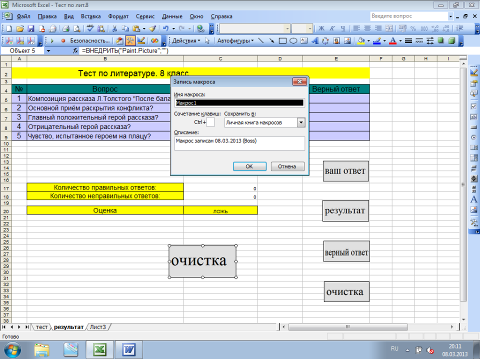 Microsoft Excel - Тест по лит.8
Файл Правка Вид Вставка Формат Сервис Данные Окно Справка
Введите вопрос
Безопасность...
Действия Автофигуры
Объект 5 =ВНЕДРИТЬ("Paint.Picture";"")
A B C D E F
Тест по литературе. 8 класс
№ Вопрос Верный ответ
1 Композиция рассказа Л.Толстого "После бала
2 Основной приём раскрытия конфликта?
3 Главный положительный герой рассказа?
4 Отрицательный герой рассказа?
5 Чувство, испытанное героем на плацу?
Запись макроса
Имя макроса:
Макрос1
Сочетание клавиш: Сохранить в:
Ctrl+ Личная книга макросов
Описание:
Макрос записан 08.03.2013 (Boss)
ОК Отмена
ваш ответ
Количество правильных ответов: 0
Количество неправильных ответов: 0
Оценка ложь
результат
верный ответ
очистка
очистка
тест результат Лист3
Готово
RU
20:11
08.03.2013